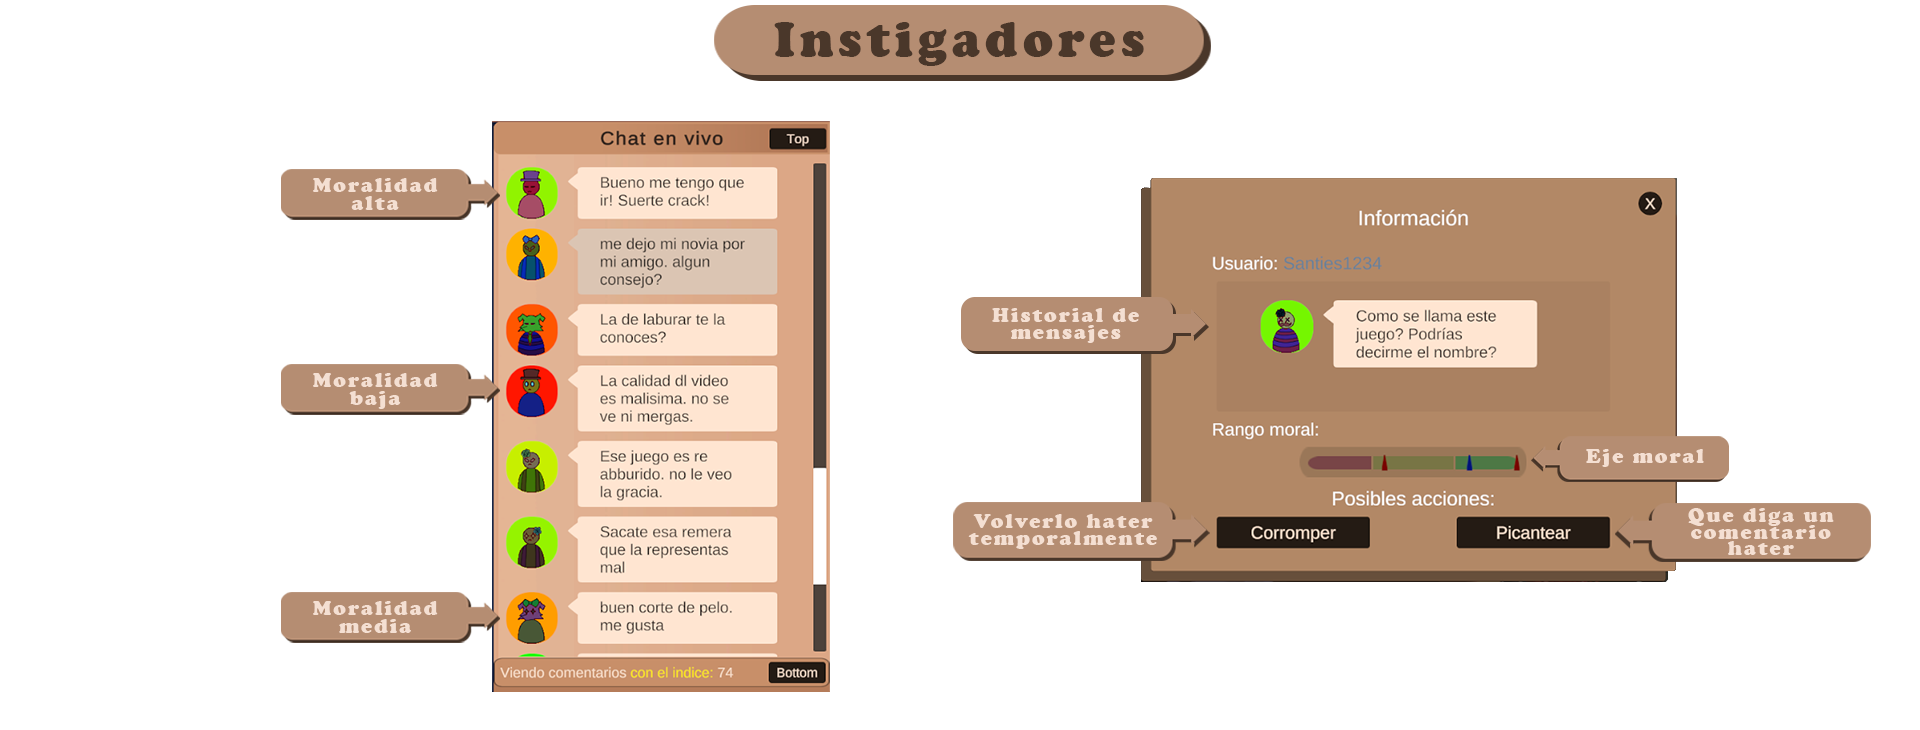 Instigadores
Chat en vivo
Top
Moralidad
alta
Bueno me tengo que
ir! Suerte crack!
me dejo mi novia por
mi amigo. algun
consejo?
La de laburar te la
conoces?
Moralidad
baja
La calidad dl video
es malisima. no se
ve ni mergas.
Ese juego es re
abburido. no le veo
la gracia.
Sacate esa remera
que la representas
mal
Moralidad
media
buen corte de pelo.
me gusta
Viendo comentarios con el indice: 74
Bottom
X
Información
Usuario: Santies1234
Historial de
mensajes
Como se llama este
juego? Podrías
decirme el nombre?
Rango moral:
Eje moral
Posibles acciones:
Volverlo hater
temporalmente
Corromper
Picantear
Que diga un
comentario
hater